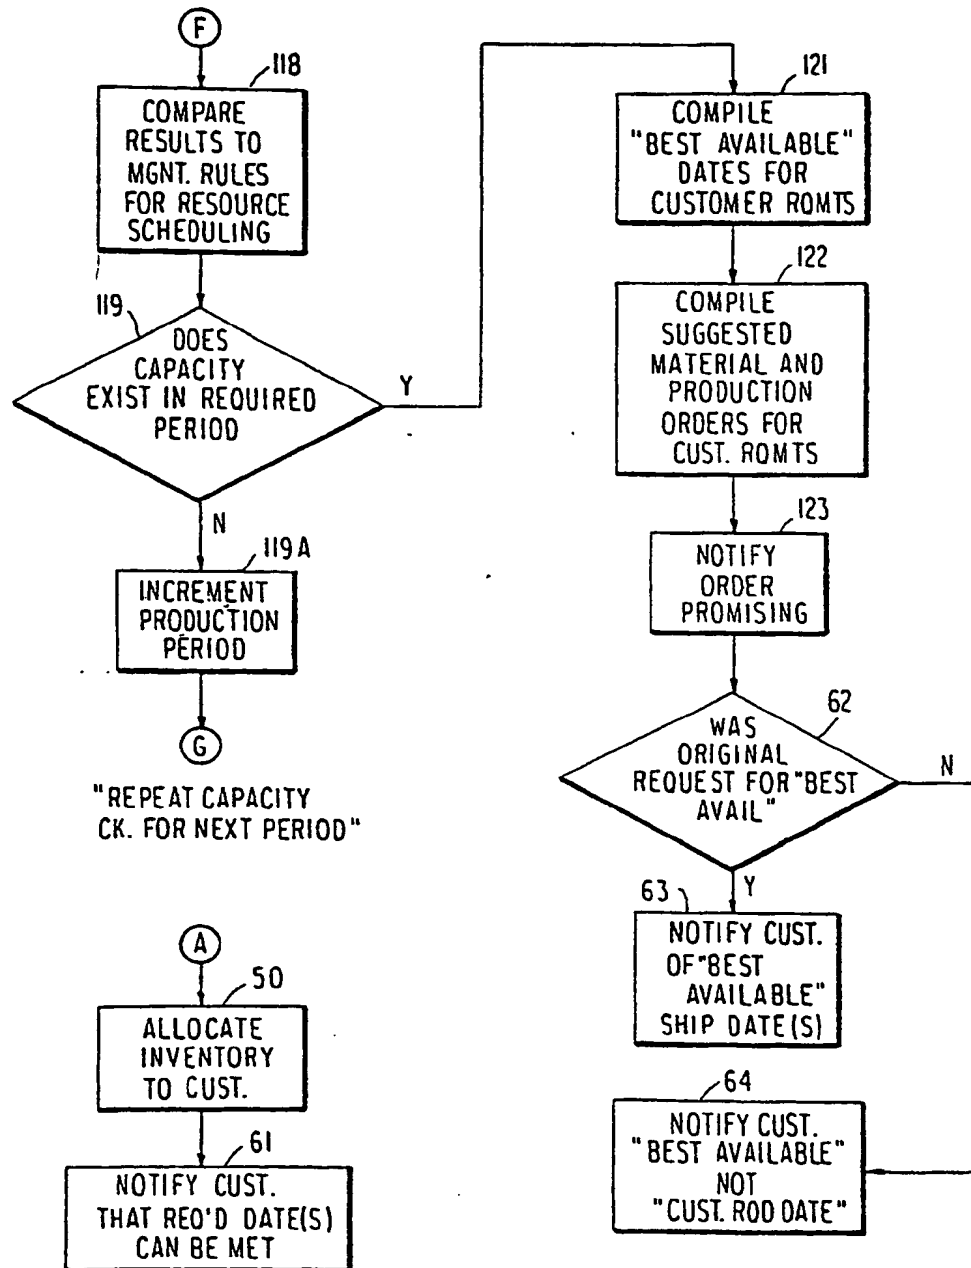 F
118
COMPARE
RESULTS TO
MGNT. RULES
FOR RESOURCE
SCHEDULING
119
DOES
CAPACITY
EXIST IN REQUIRED
PERIOD
Y
N
119A
INCREMENT
PRODUCTION
PERIOD
G
"REPEAT CAPACITY
CK. FOR NEXT PERIOD"
A
50
ALLOCATE
INVENTORY
TO CUST.
61
NOTIFY CUST.
THAT REO'D DATE(S)
CAN BE MET
121
COMPILE
"BEST AVAILABLE"
DATES FOR
CUSTOMER ROMTS
122
COMPILE
SUGGESTED
MATERIAL AND
PRODUCTION
ORDERS FOR
CUST. ROMTS
123
NOTIFY
ORDER
PROMISING
62
WAS
ORIGINAL
REQUEST FOR "BEST
AVAIL"
N
Y
63
NOTIFY CUST.
OF "BEST
AVAILABLE"
SHIP DATE(S)
64
NOTIFY CUST.
"BEST AVAILABLE"
NOT
"CUST. ROD DATE"